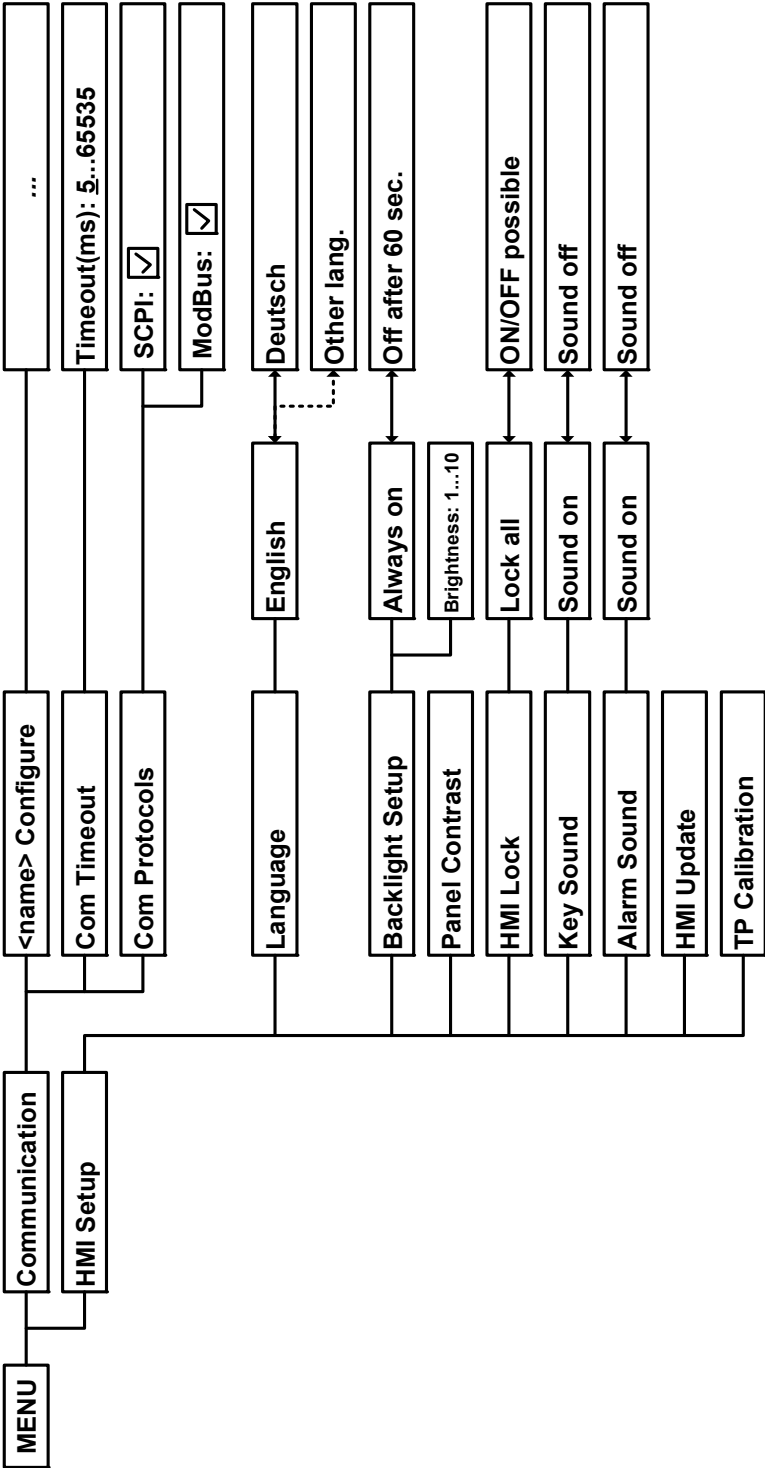 MENU
Communication
<name> Configure
...
Com Timeout
Timeout(ms): 5...65535
Com Protocols
SCPI:
ModBus:
HMI Setup
Language
English
Deutsch
Other lang.
Backlight Setup
Always on
Off after 60 sec.
Brightness: 1...10
Panel Contrast
HMI Lock
Lock all
ON/OFF possible
Key Sound
Sound on
Sound off
Alarm Sound
Sound on
Sound off
HMI Update
TP Calibration